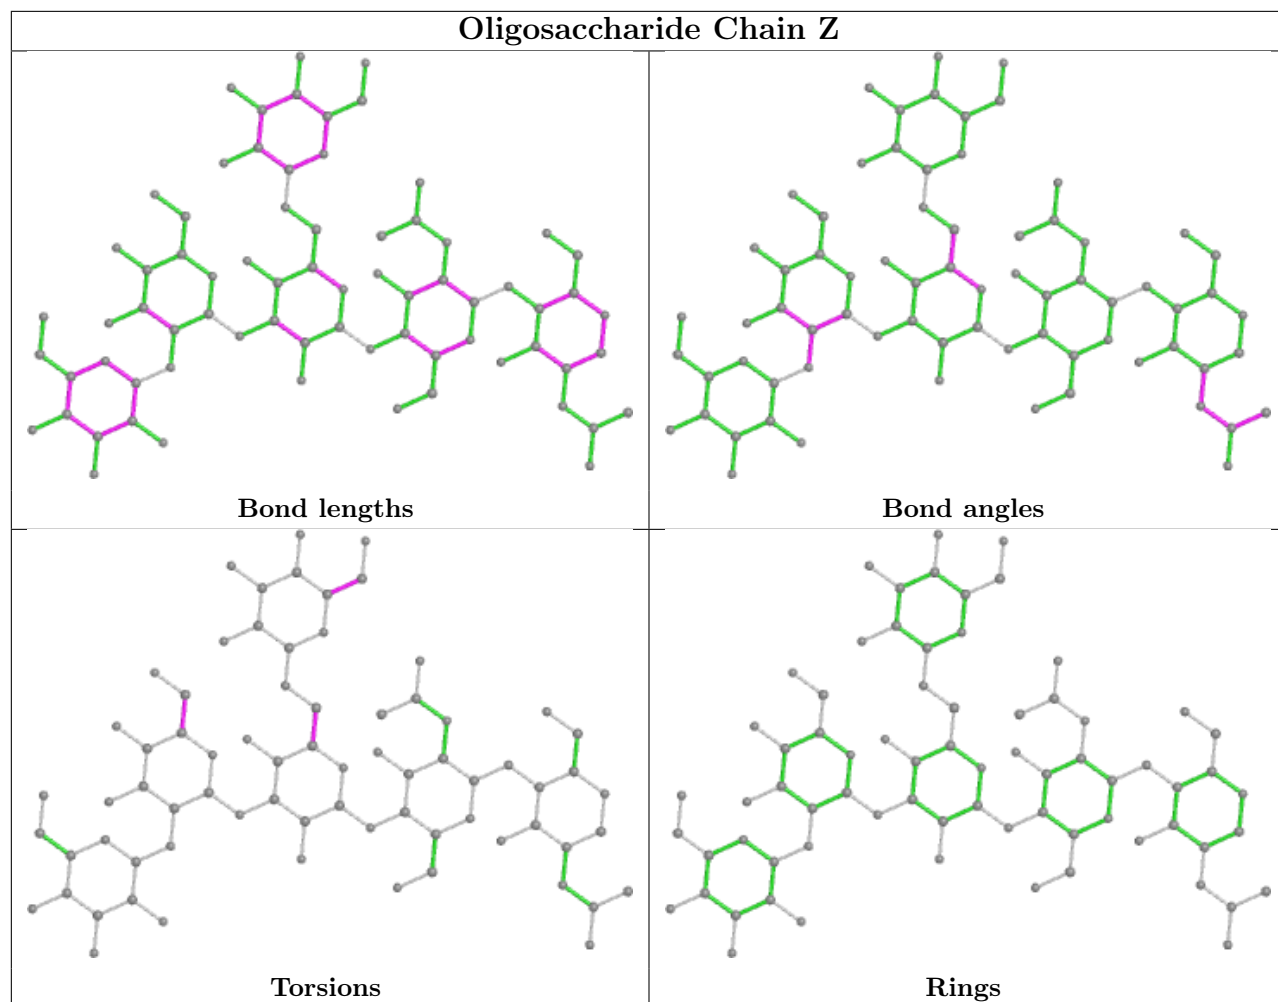 Oligosaccharide Chain Z
Bond lengths
Bond angles
Torsions
Rings